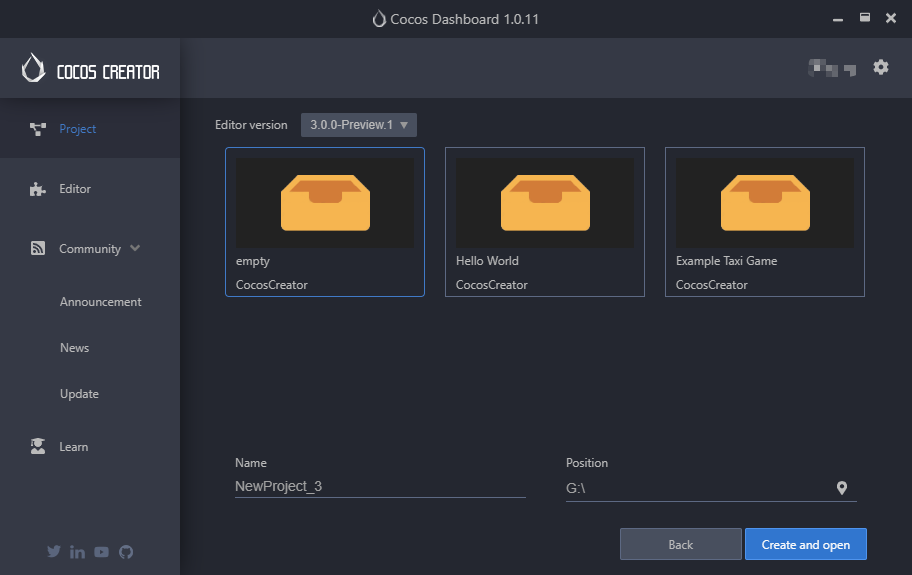 Cocos Dashboard 1.0.11
COCOS CREATOR
Project
Editor
Community
Announcement
News
Update
Learn
Editor version
3.0.0-Preview.1
empty
CocosCreator
Hello World
CocosCreator
Example Taxi Game
CocosCreator
Name
NewProject_3
Position
G:\
Back
Create and open